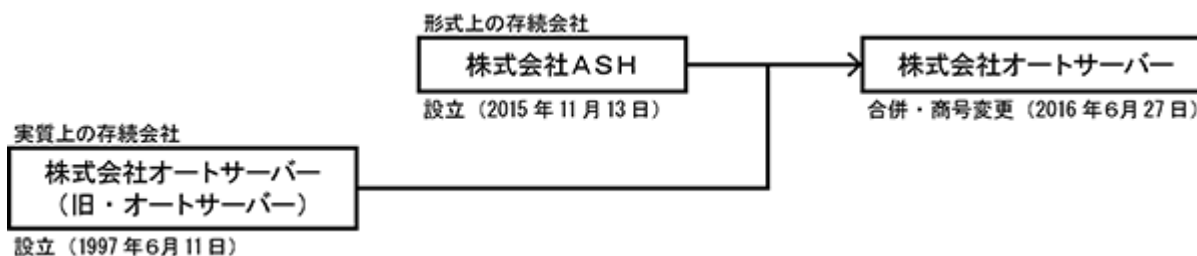 形式上の存続会社
株式会社ＡＳＨ
設立（2015年11月13日）
株式会社オートサーバー
合併・商号変更（2016年６月27日）
実質上の存続会社
株式会社オートサーバー
（旧・オートサーバー）
設立（1997年６月11日）